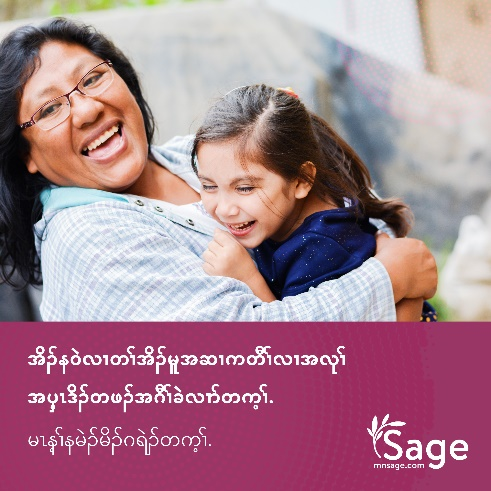 အိၣ်န၀ဲလၢတၢ်အိၣ်မူအဆၢကတီၢ်လၢအလုၢ်
အပှၤဒိၣ်တဖၣ်အဂီၢ်ခဲလၢာ်တက့ၢ်.
မၤန့ၢ်နမဲၣ်မိၣ်ဂရဲၣ်တက့ၢ်.
Sage
mnsage.com